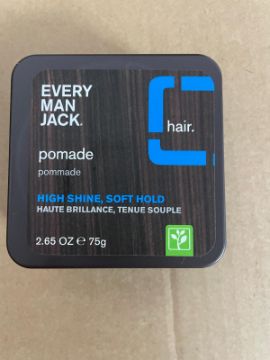 EVERY
MAN
JACK.
hair.
pomade
pommade
HIGH SHINE, SOFT HOLD
HAUTE BRILLANCE, TENUE SOUPLE
2.65 OZ ℮ 75g